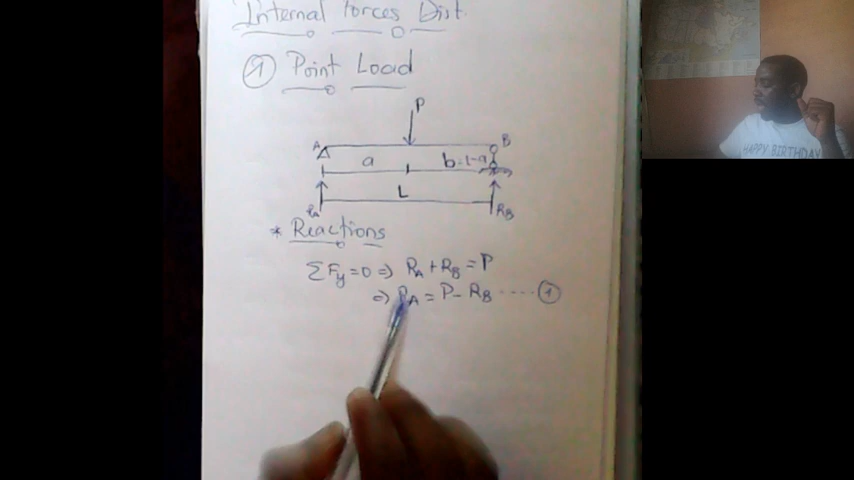 Internal forces Dist.
① Point Load
P
A B
a b=L-a
L
RA RB
* Reactions
ΣFy=0 ⇒ RA+RB=P
⇒ RA = P- RB ----- ①
HAPPY BIRTHDAY